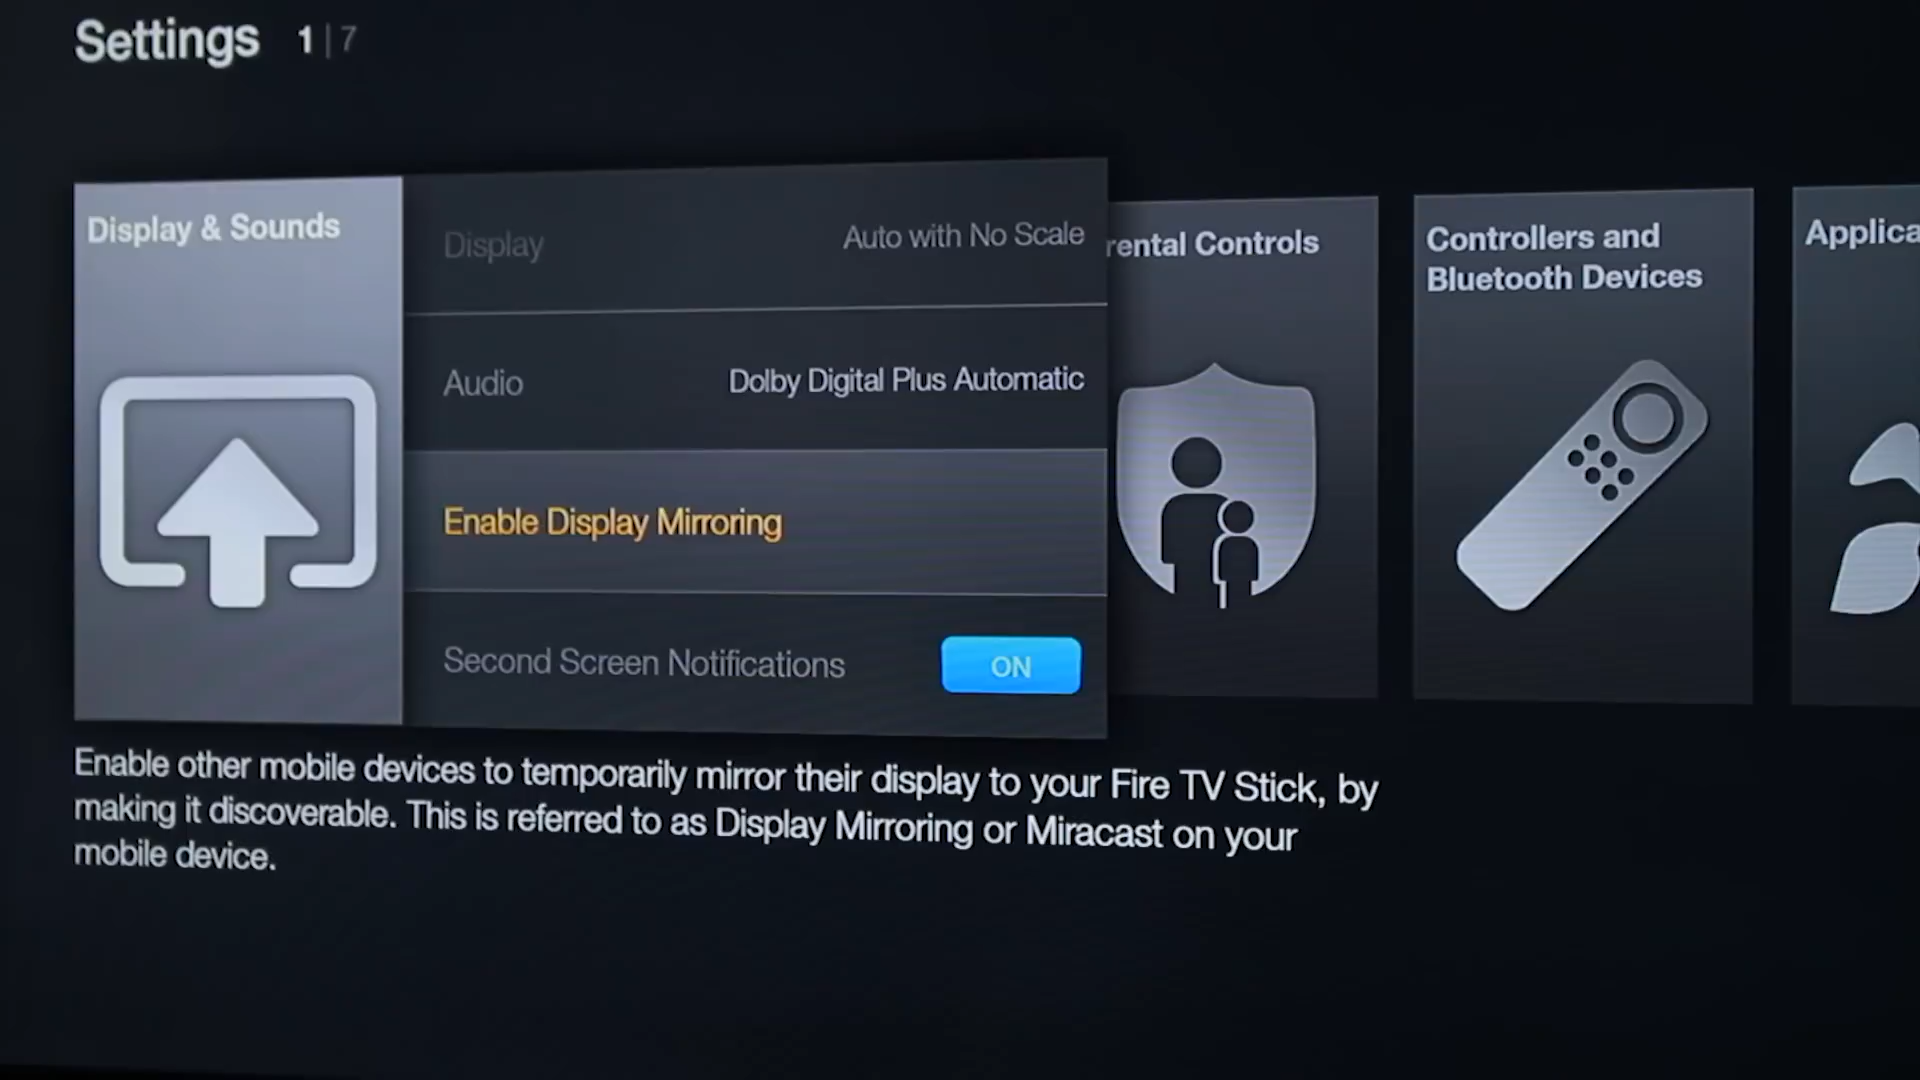 Settings 1|7
Display & Sounds
Display Auto with No Scale
Audio Dolby Digital Plus Automatic
Enable Display Mirroring
Second Screen Notifications ON
rental Controls
Controllers and
Bluetooth Devices
Applica
Enable other mobile devices to temporarily mirror their display to your Fire TV Stick, by
making it discoverable. This is referred to as Display Mirroring or Miracast on your
mobile device.